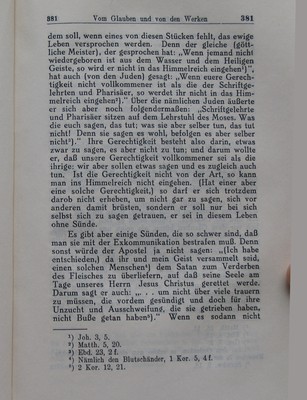 381 Vom Glauben und von den Werken 381
dem soll, wenn eines von diesen Stücken fehlt, das ewige
Leben versprochen werden. Denn der gleiche (gött-
liche Meister), der gesprochen hat: „Wenn jemand nicht
wiedergeboren ist aus dem Wasser und dem Heiligen
Geiste, so wird er nicht in das Himmelreich eingehen¹)“,
hat auch (von den Juden) gesagt: „Wenn eurer Gerech-
tigkeit nicht vollkommener ist als die der Schriftge-
lehrten und Pharisäer, so werdet ihr nicht in das Him-
melreich eingehen²).“ Über die nämlichen Juden äußerte
er sich aber noch folgendermaßen: „Schriftgelehrte
und Pharisäer sitzen auf dem Lehrstuhl des Moses. Was
die euch sagen, das tut; was sie aber selber tun, das tut
nicht! Denn sie sagen es wohl, befolgen es aber selber
nicht³).“ Ihre Gerechtigkeit besteht also darin, etwas
zwar zu sagen, es aber nicht zu tun; und darum wollte
er, daß unsere Gerechtigkeit vollkommener sei als die
ihrige: wir aber sollen etwas sagen und es zugleich auch
tun. Ist die Gerechtigkeit nicht von der Art, so kann
man ins Himmelreich nicht eingehen. (Hat einer aber
eine solche Gerechtigkeit,) so darf er sich trotzdem
darob nicht erheben, um nicht gar zu sagen, sich vor
anderen damit brüsten, sondern er soll nur bei sich
selbst sich zu sagen getrauen, er sei in diesem Leben
ohne Sünde.
Es gibt aber einige Sünden, die so schwer sind, daß
man sie mit der Exkommunikation bestrafen muß. Denn
sonst würde der Apostel ja nicht sagen: „(Ich habe
entschieden,) da ihr und mein Geist versammelt seid,
einen solchen Menschen⁴) dem Satan zum Verderben
des Fleisches zu überliefern, auf daß seine Seele am
Tage unseres Herrn Jesus Christus gerettet werde.
Darum sagt er auch: „. . . um nicht über viele trauern
zu müssen, die vordem gesündigt und doch für ihre
Unzucht und Ausschweifung, die sie getrieben haben,
nicht Buße getan haben⁵).“ Wenn es sodann nicht
¹) Joh. 3, 5.
²) Matth. 5, 20.
³) Ebd. 23, 2 f.
⁴) Nämlich den Blutschänder, 1 Kor. 5, 4 f.
⁵) 2 Kor. 12, 21.